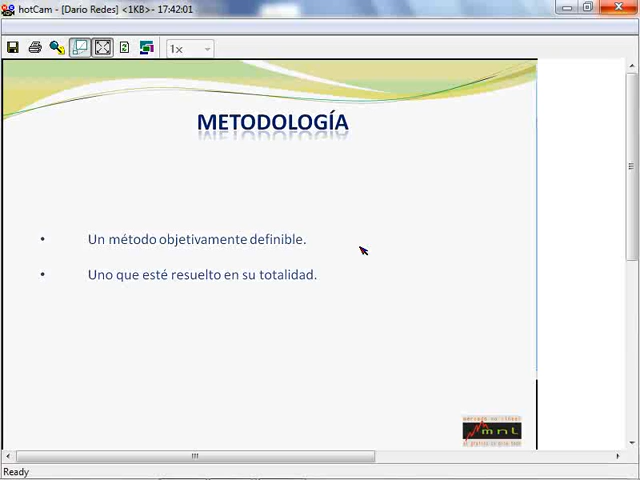 hotCam - [Dario Redes] <1KB> - 17:42:01
1x
METODOLOGÍA
• Un método objetivamente definible.
• Uno que esté resuelto en su totalidad.
mnl
Ready